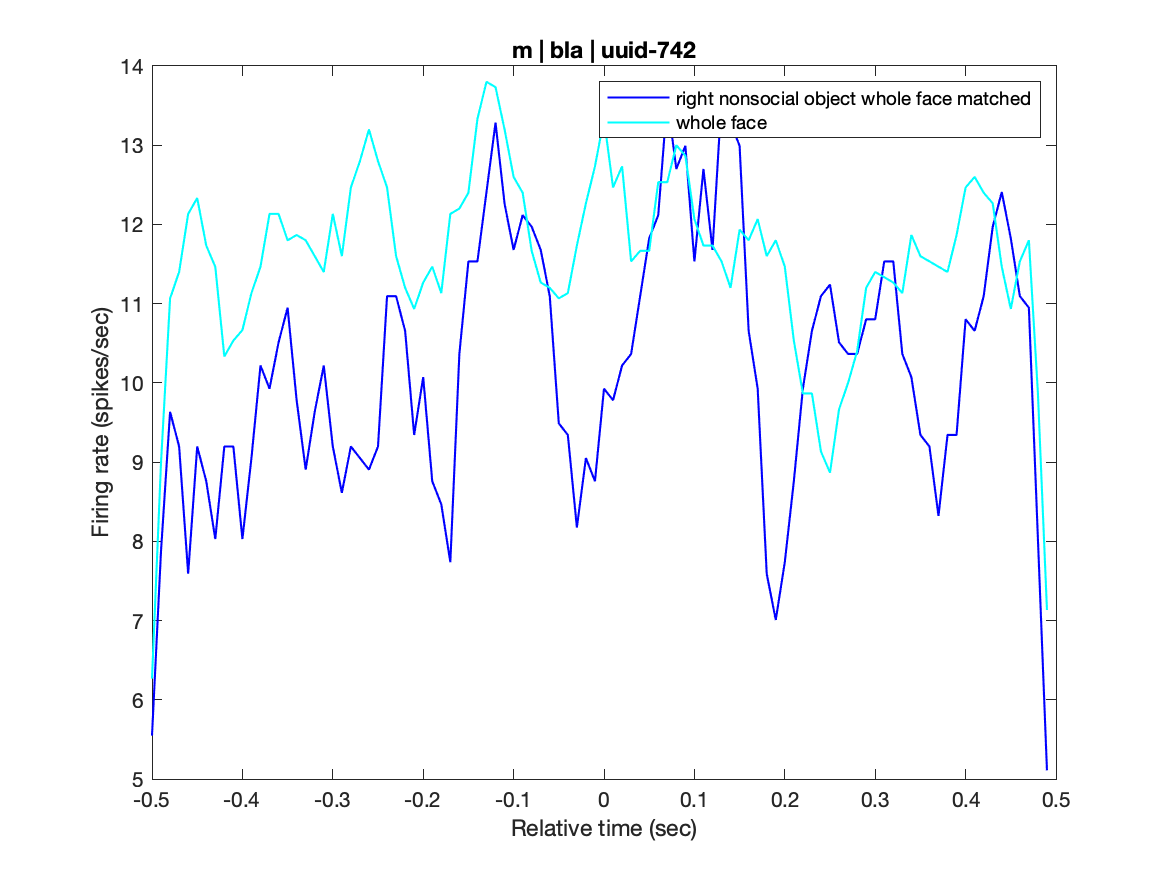 m | bla | uuid-742
right nonsocial object whole face matched
whole face
Firing rate (spikes/sec)
14
13
12
11
10
9
8
7
6
5
-0.5 -0.4 -0.3 -0.2 -0.1 0 0.1 0.2 0.3 0.4 0.5
Relative time (sec)